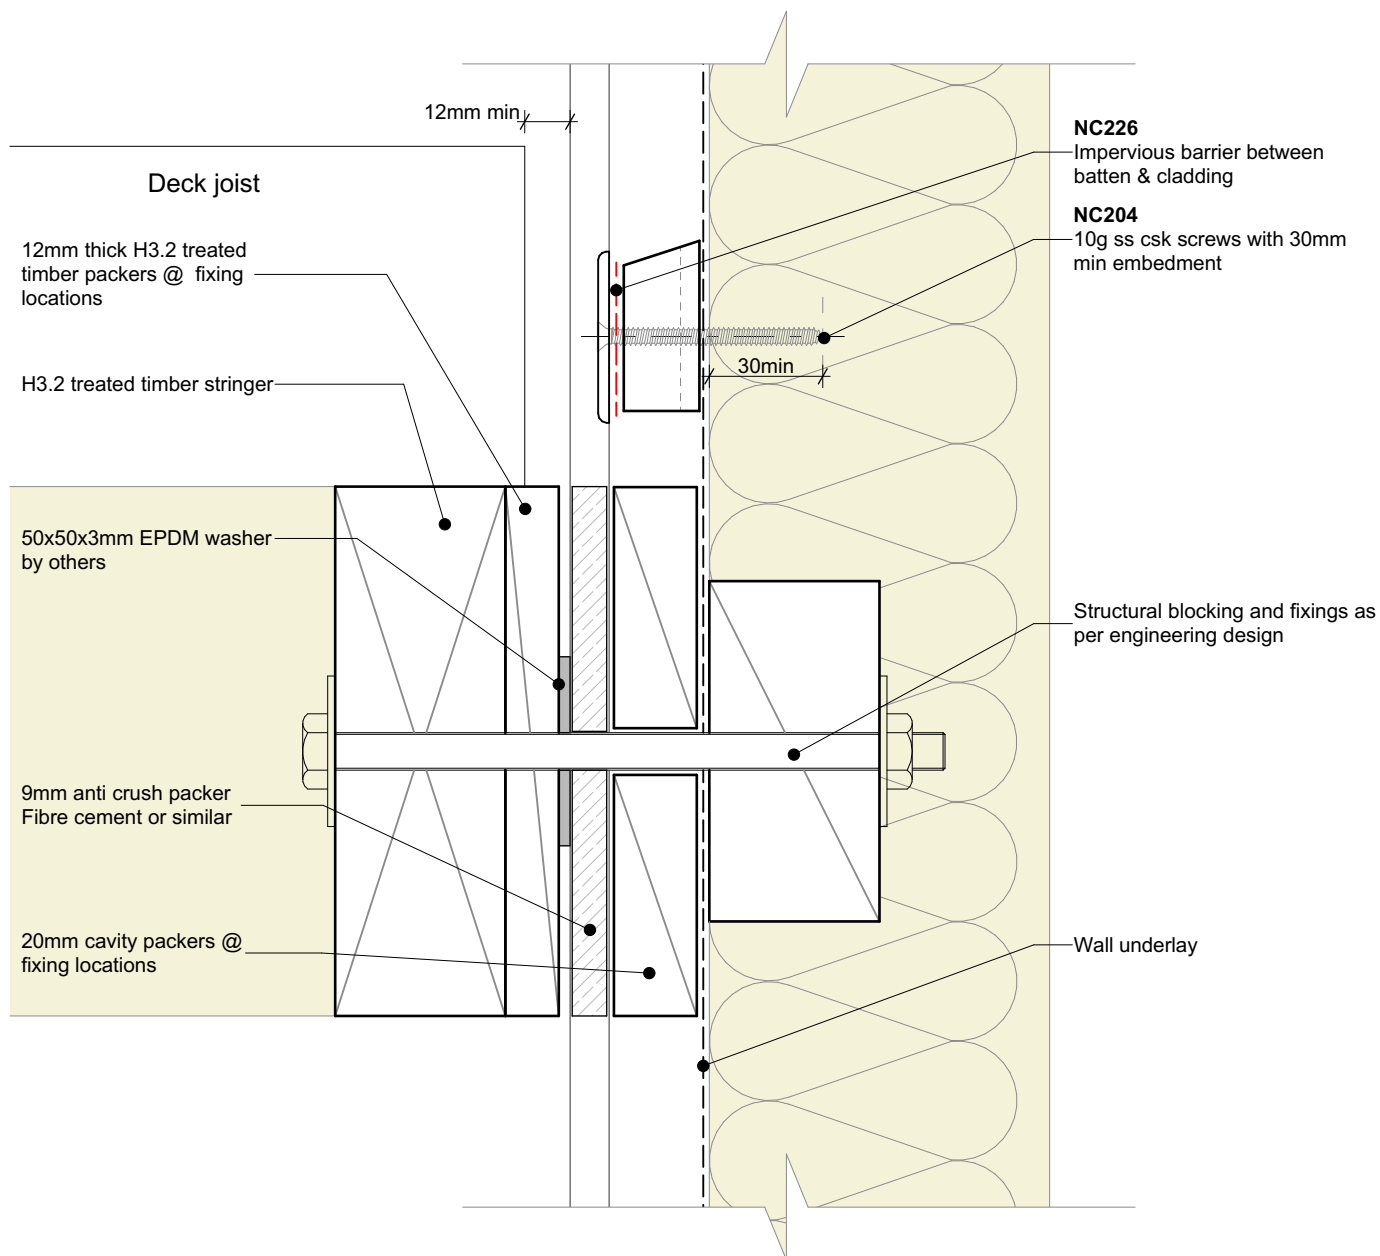 12mm min
Deck joist
12mm thick H3.2 treated
timber packers @ fixing
locations
H3.2 treated timber stringer
50x50x3mm EPDM washer
by others
9mm anti crush packer
Fibre cement or similar
20mm cavity packers @
fixing locations
30min
NC226
Impervious barrier between
batten & cladding
NC204
10g ss csk screws with 30mm
min embedment
Structural blocking and fixings as
per engineering design
Wall underlay